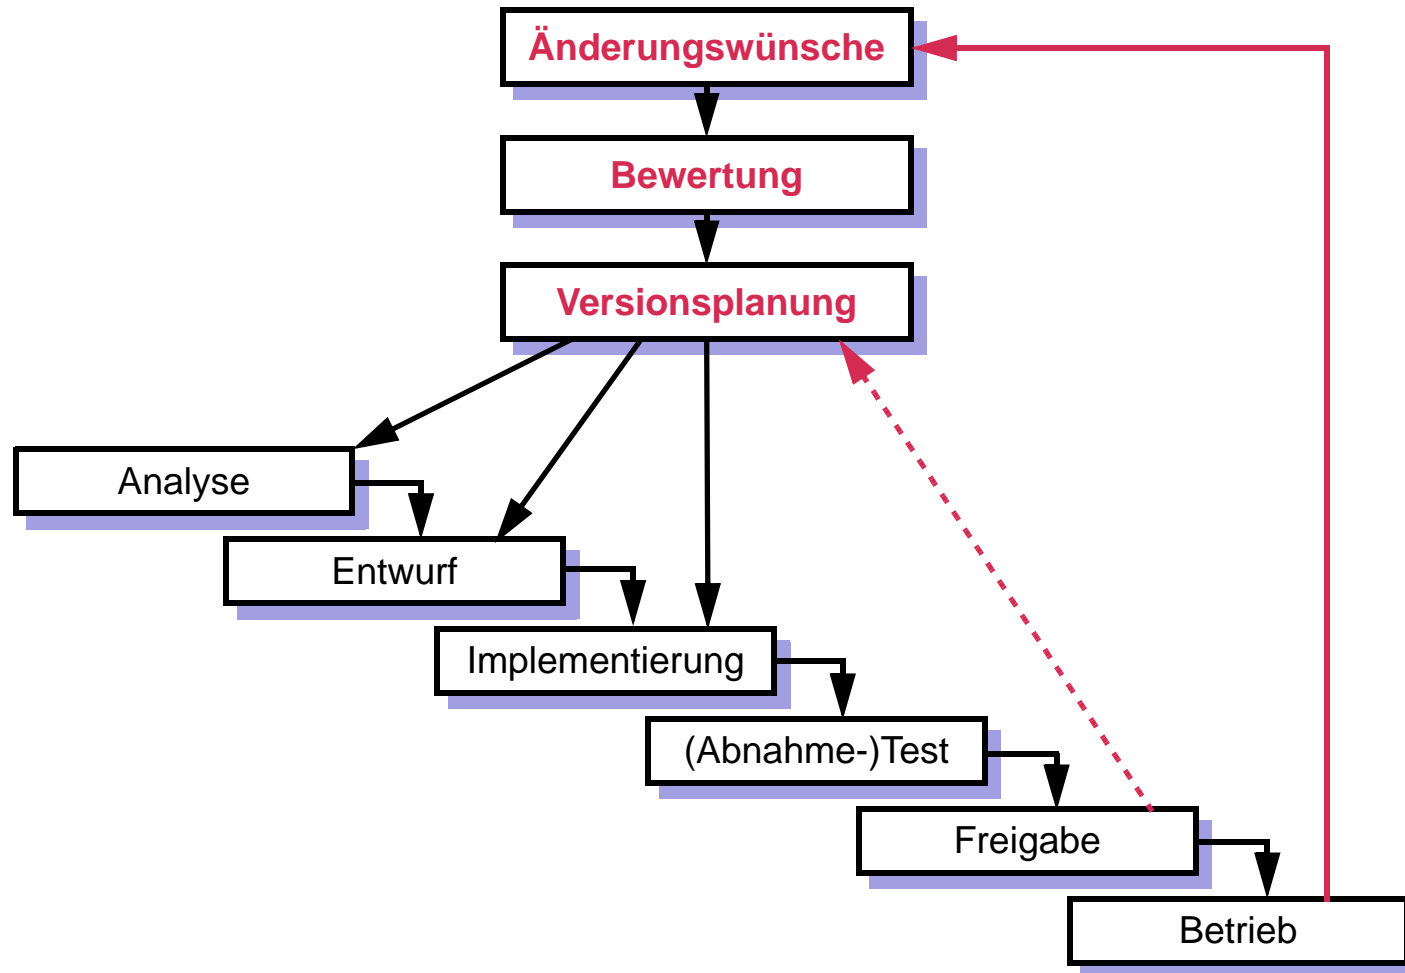 Änderungswünsche
Bewertung
Versionsplanung
Analyse
Entwurf
Implementierung
(Abnahme-)Test
Freigabe
Betrieb